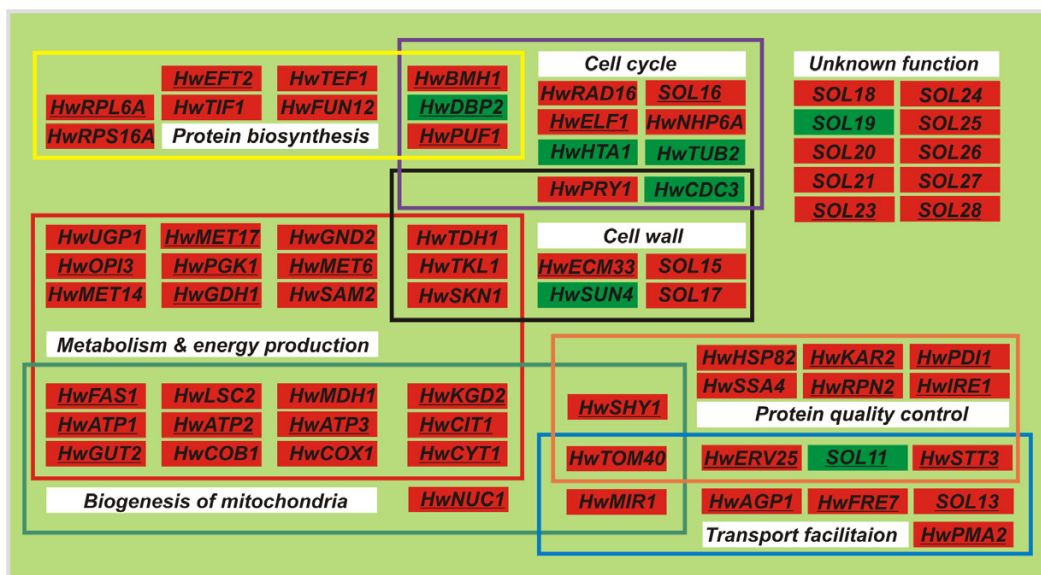 Cell cycle
Unknown function
HwEFT2 HwTEF1 HwBMH1
HwRAD16 SOL16
SOL18 SOL24
HwRPL6A HwTIF1 HwFUN12 HwDBP2
HwELF1 HwNHP6A
SOL19 SOL25
HwRPS16A Protein biosynthesis HwPUF1
HwHTA1 HwTUB2
SOL20 SOL26
HwPRY1 HwCDC3
SOL21 SOL27
SOL23 SOL28
HwUGP1 HwMET17 HwGND2 HwTDH1 Cell wall
HwOPI3 HwPGK1 HwMET6 HwTKL1 HwECM33 SOL15
HwMET14 HwGDH1 HwSAM2 HwSKN1 HwSUN4 SOL17
Metabolism & energy production
HwHSP82 HwKAR2 HwPDI1
HwSSA4 HwRPN2 HwIRE1
Protein quality control
HwFAS1 HwLSC2 HwMDH1 HwKGD2 HwSHY1
HwATP1 HwATP2 HwATP3 HwCIT1
HwGUT2 HwCOB1 HwCOX1 HwCYT1 HwTOM40 HwERV25 SOL11 HwSTT3
Biogenesis of mitochondria HwNUC1 HwMIR1 HwAGP1 HwFRE7 SOL13
Transport facilitaion HwPMA2